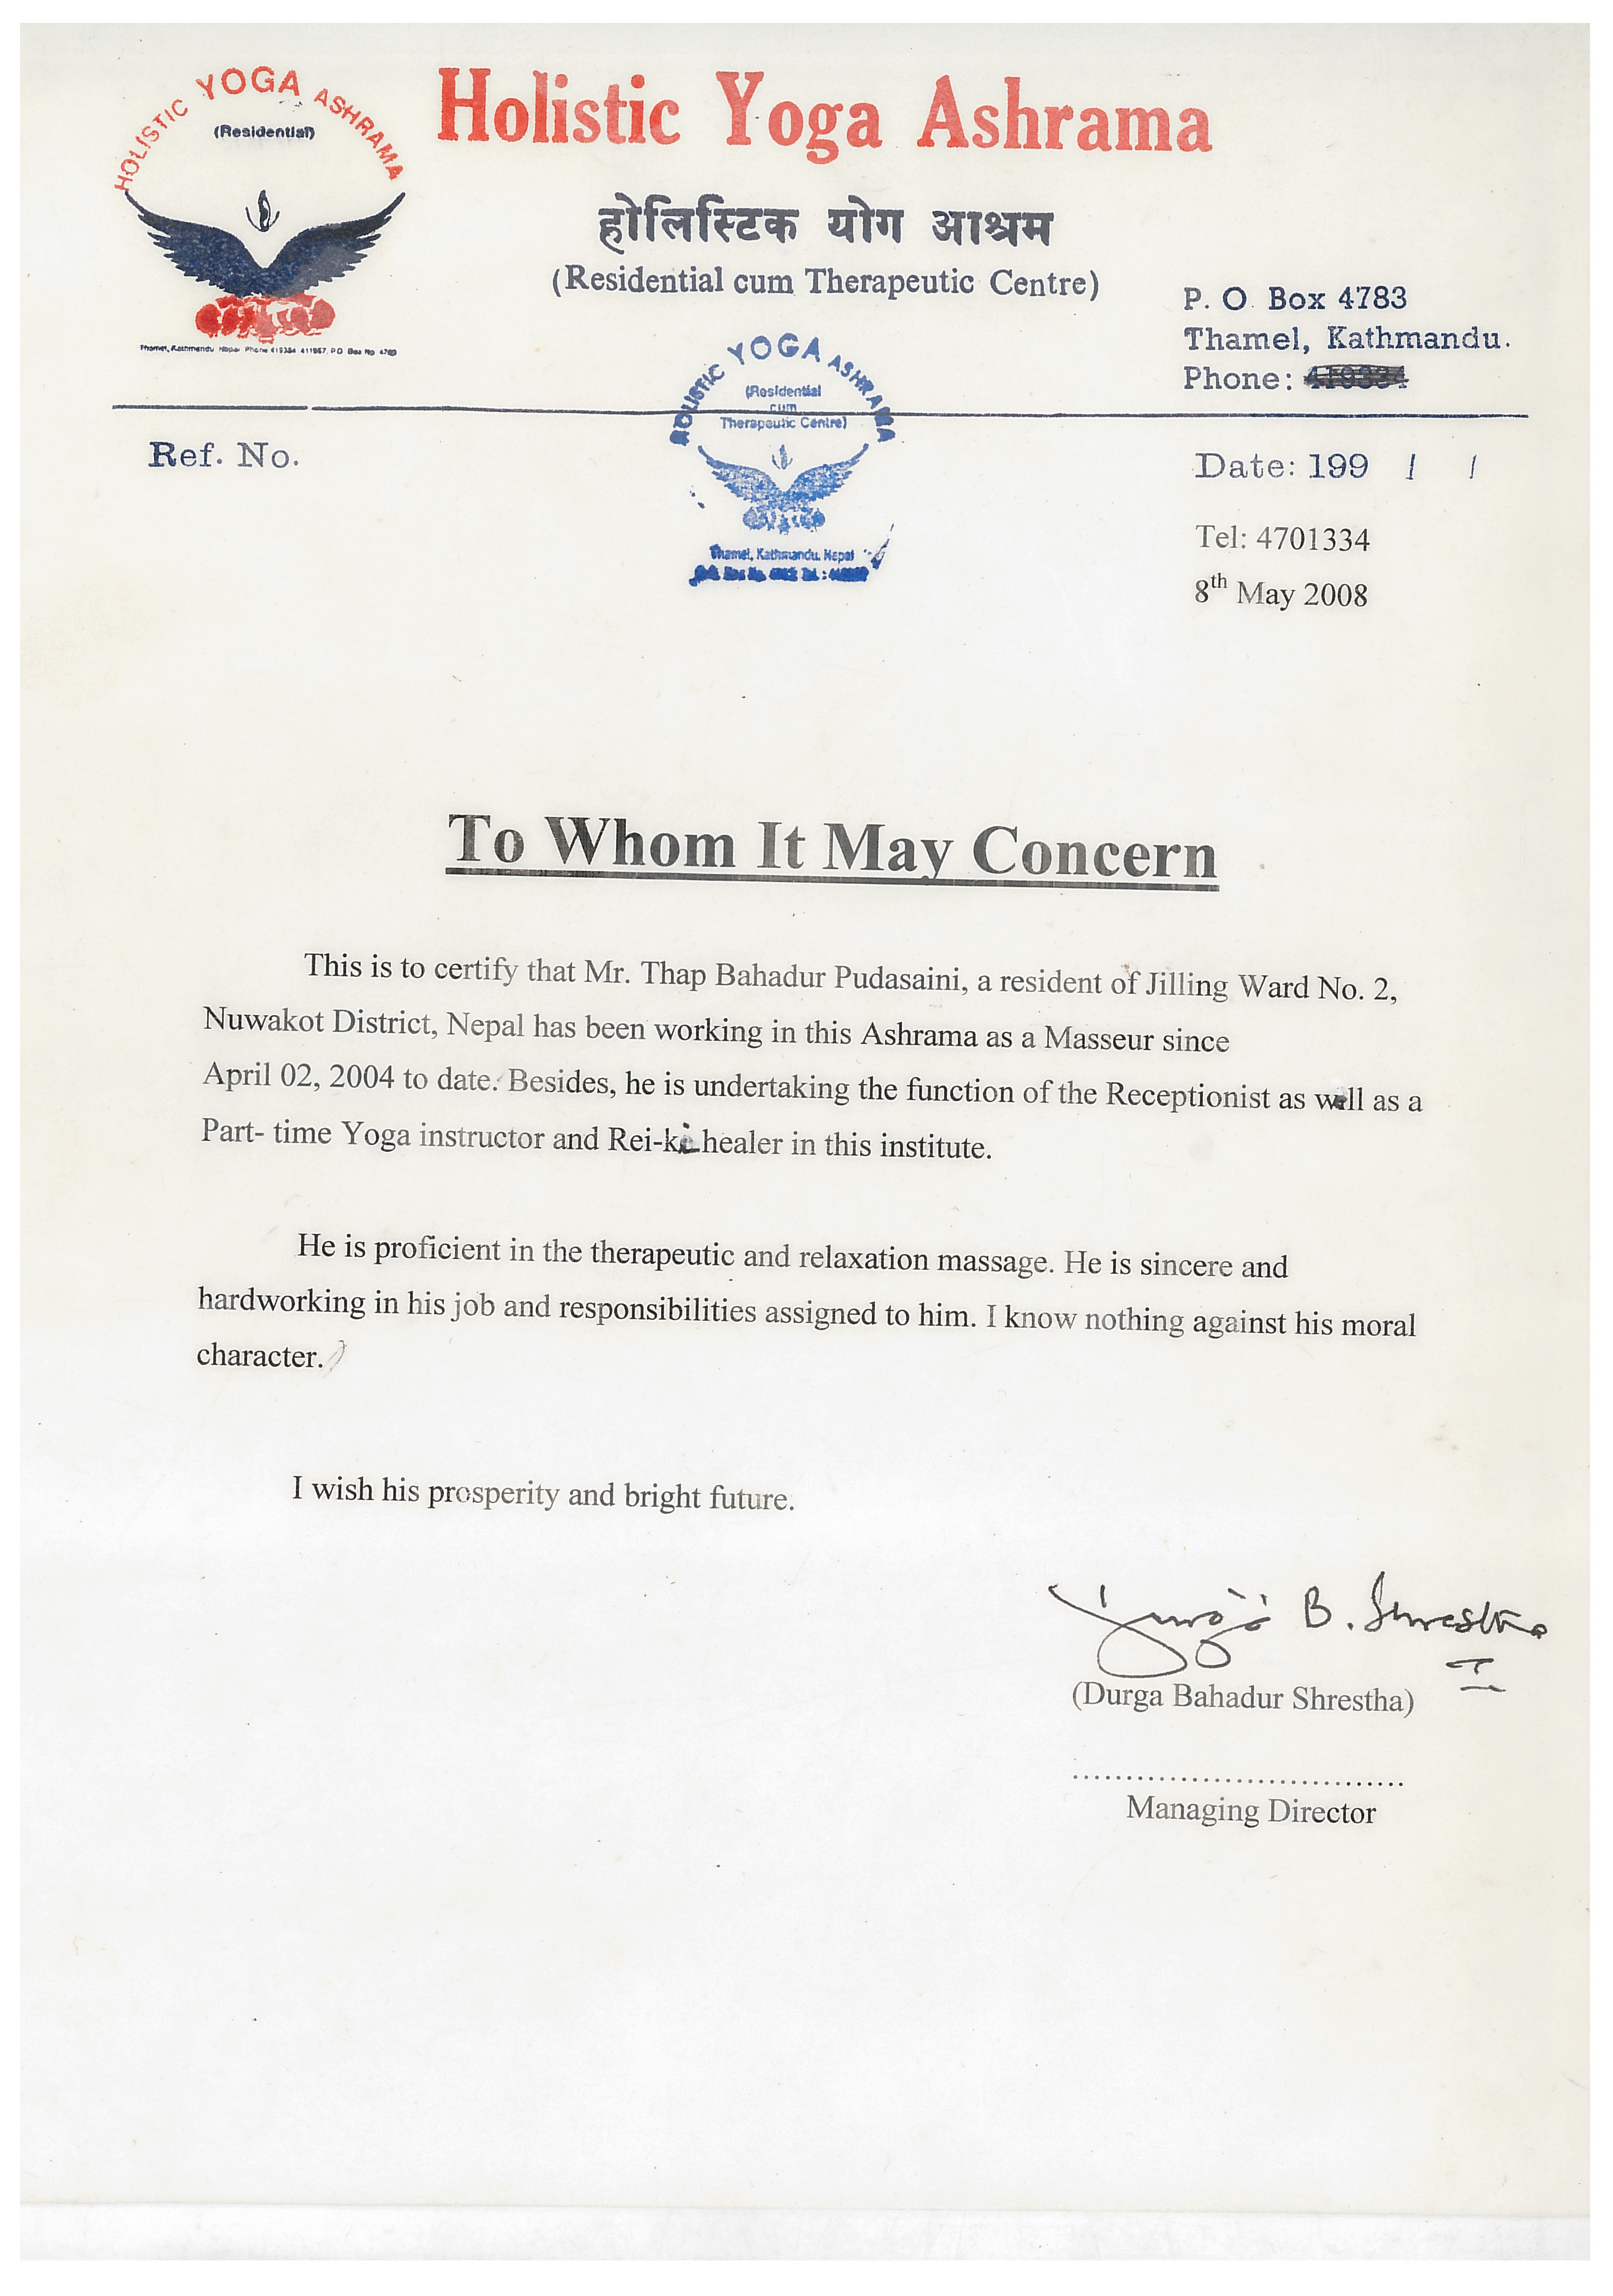 HOLISTIC YOGA ASHRAMA
(Residential)
Thamel, Kathmandu Nepal Phone 419334 411967, P.O Box No 4783
Holistic Yoga Ashrama
होलिस्टिक योग आश्रम
(Residential cum Therapeutic Centre)
P. O. Box 4783
Thamel, Kathmandu.
Phone: 419334
HOLISTIC YOGA ASHRAMA
(Residential
cum
Therapeutic Centre)
Thamel, Kathmandu, Nepal
Ref. No.
Date: 199 / /
Tel: 4701334
8th May 2008
To Whom It May Concern
This is to certify that Mr. Thap Bahadur Pudasaini, a resident of Jilling Ward No. 2,
Nuwakot District, Nepal has been working in this Ashrama as a Masseur since
April 02, 2004 to date. Besides, he is undertaking the function of the Receptionist as well as a
Part- time Yoga instructor and Rei-ki healer in this institute.
He is proficient in the therapeutic and relaxation massage. He is sincere and
hardworking in his job and responsibilities assigned to him. I know nothing against his moral
character.
I wish his prosperity and bright future.
Durga B. Shrestha
(Durga Bahadur Shrestha)
.................................
Managing Director